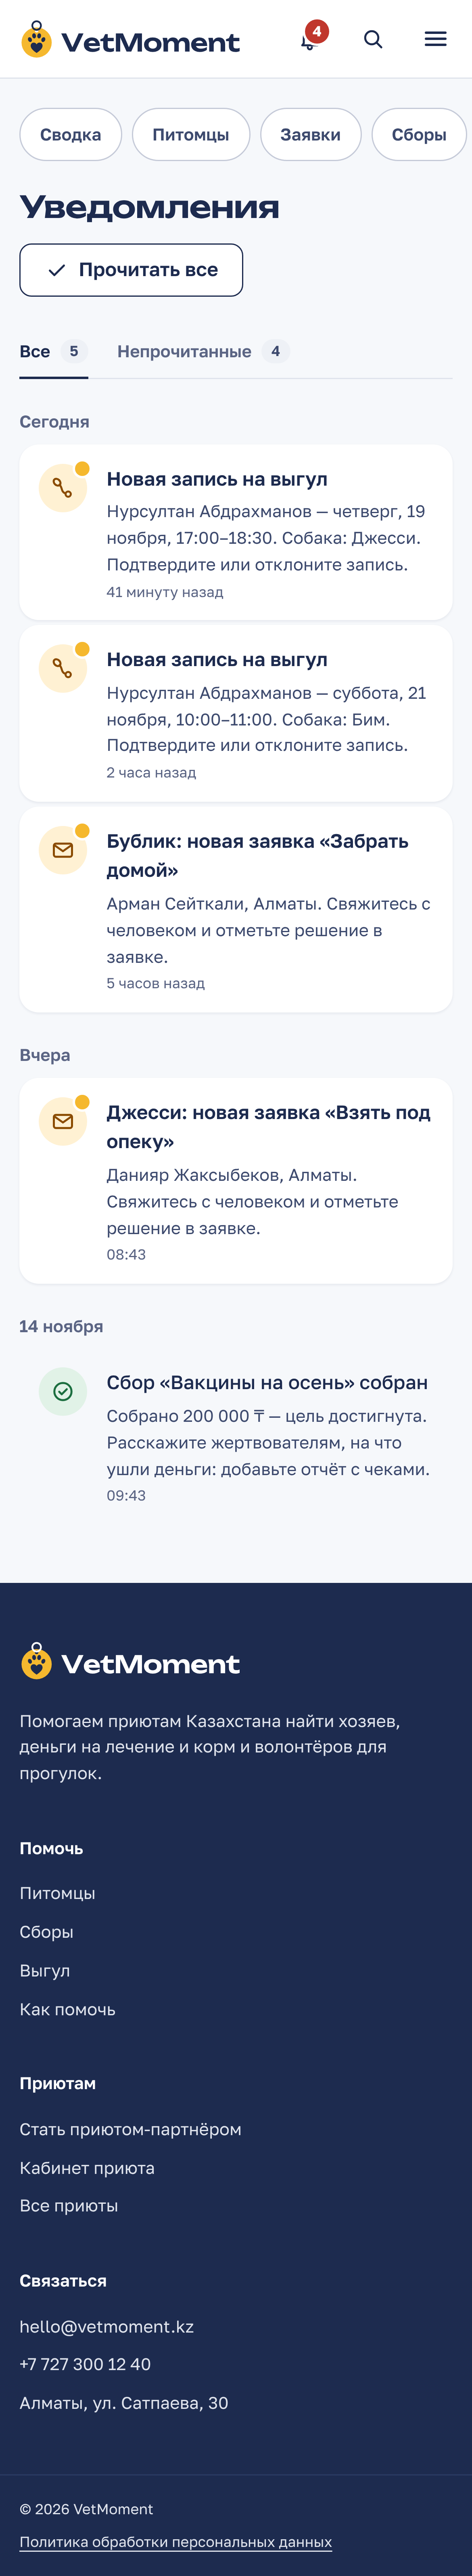 VetMoment
4
Сводка
Питомцы
Заявки
Сборы
Уведомления
Прочитать все
Все 5
Непрочитанные 4
Сегодня
Новая запись на выгул
Нурсултан Абдрахманов — четверг, 19
ноября, 17:00–18:30. Собака: Джесси.
Подтвердите или отклоните запись.
41 минуту назад
Новая запись на выгул
Нурсултан Абдрахманов — суббота, 21
ноября, 10:00–11:00. Собака: Бим.
Подтвердите или отклоните запись.
2 часа назад
Бублик: новая заявка «Забрать
домой»
Арман Сейткали, Алматы. Свяжитесь с
человеком и отметьте решение в
заявке.
5 часов назад
Вчера
Джесси: новая заявка «Взять под
опеку»
Данияр Жаксыбеков, Алматы.
Свяжитесь с человеком и отметьте
решение в заявке.
08:43
14 ноября
Сбор «Вакцины на осень» собран
Собрано 200 000 ₸ — цель достигнута.
Расскажите жертвователям, на что
ушли деньги: добавьте отчёт с чеками.
09:43
VetMoment
Помогаем приютам Казахстана найти хозяев,
деньги на лечение и корм и волонтёров для
прогулок.
Помочь
Питомцы
Сборы
Выгул
Как помочь
Приютам
Стать приютом-партнёром
Кабинет приюта
Все приюты
Связаться
hello@vetmoment.kz
+7 727 300 12 40
Алматы, ул. Сатпаева, 30
© 2026 VetMoment
Политика обработки персональных данных